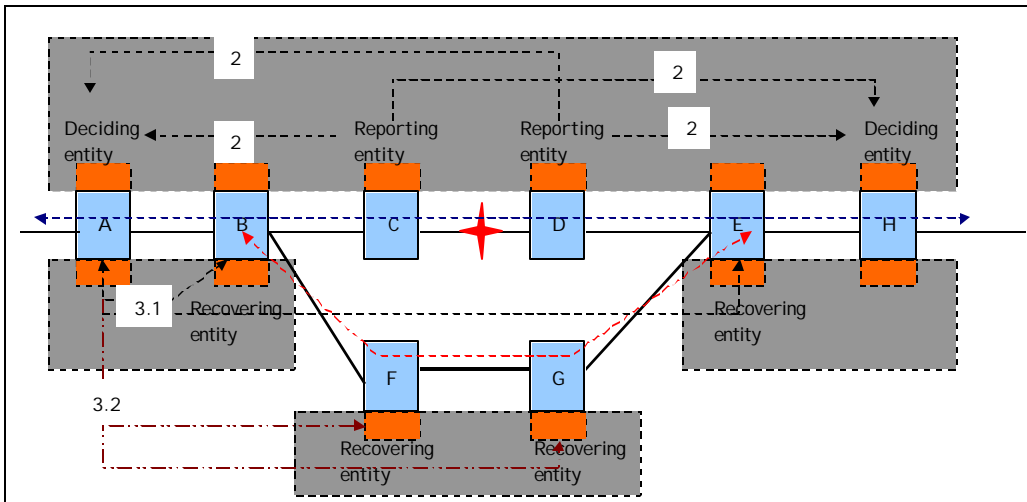 2
2
Deciding
entity
2
Reporting
entity
Reporting
entity
2
Deciding
entity
A
B
C
D
E
H
3.1
Recovering
entity
Recovering
entity
F
G
3.2
Recovering
entity
Recovering
entity